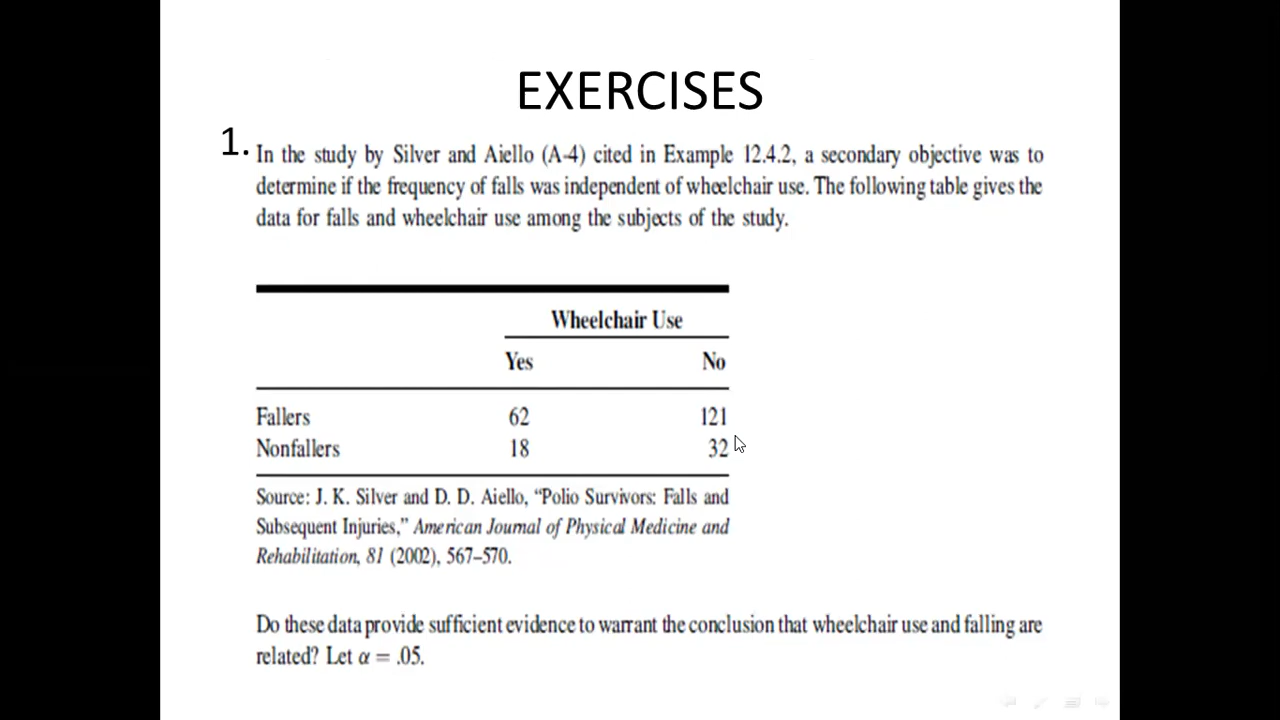 EXERCISES
1. In the study by Silver and Aiello (A-4) cited in Example 12.4.2, a secondary objective was to
determine if the frequency of falls was independent of wheelchair use. The following table gives the
data for falls and wheelchair use among the subjects of the study.
Wheelchair Use
Yes No
Fallers 62 121
Nonfallers 18 32
Source: J. K. Silver and D. D. Aiello, “Polio Survivors: Falls and
Subsequent Injuries,” American Journal of Physical Medicine and
Rehabilitation, 81 (2002), 567–570.
Do these data provide sufficient evidence to warrant the conclusion that wheelchair use and falling are
related? Let α = .05.